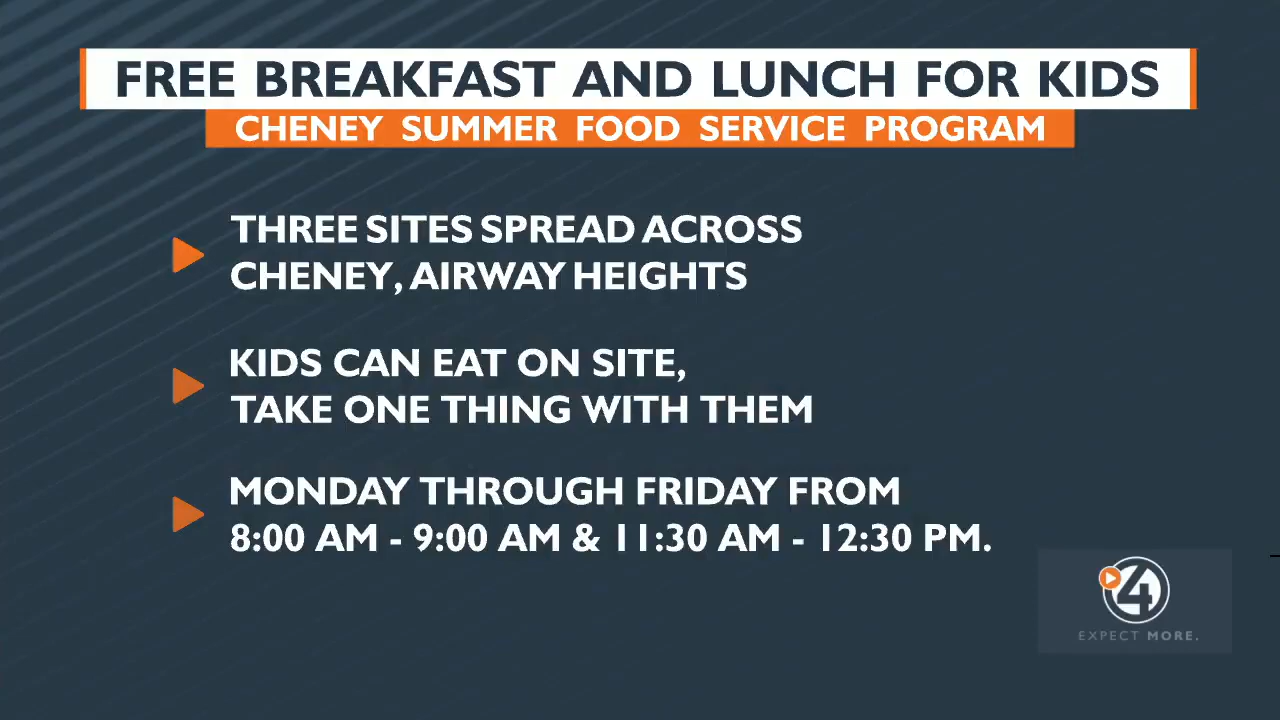 FREE BREAKFAST AND LUNCH FOR KIDS
CHENEY SUMMER FOOD SERVICE PROGRAM
THREE SITES SPREAD ACROSS
CHENEY, AIRWAY HEIGHTS
KIDS CAN EAT ON SITE,
TAKE ONE THING WITH THEM
MONDAY THROUGH FRIDAY FROM
8:00 AM - 9:00 AM & 11:30 AM - 12:30 PM.
4
EXPECT MORE.